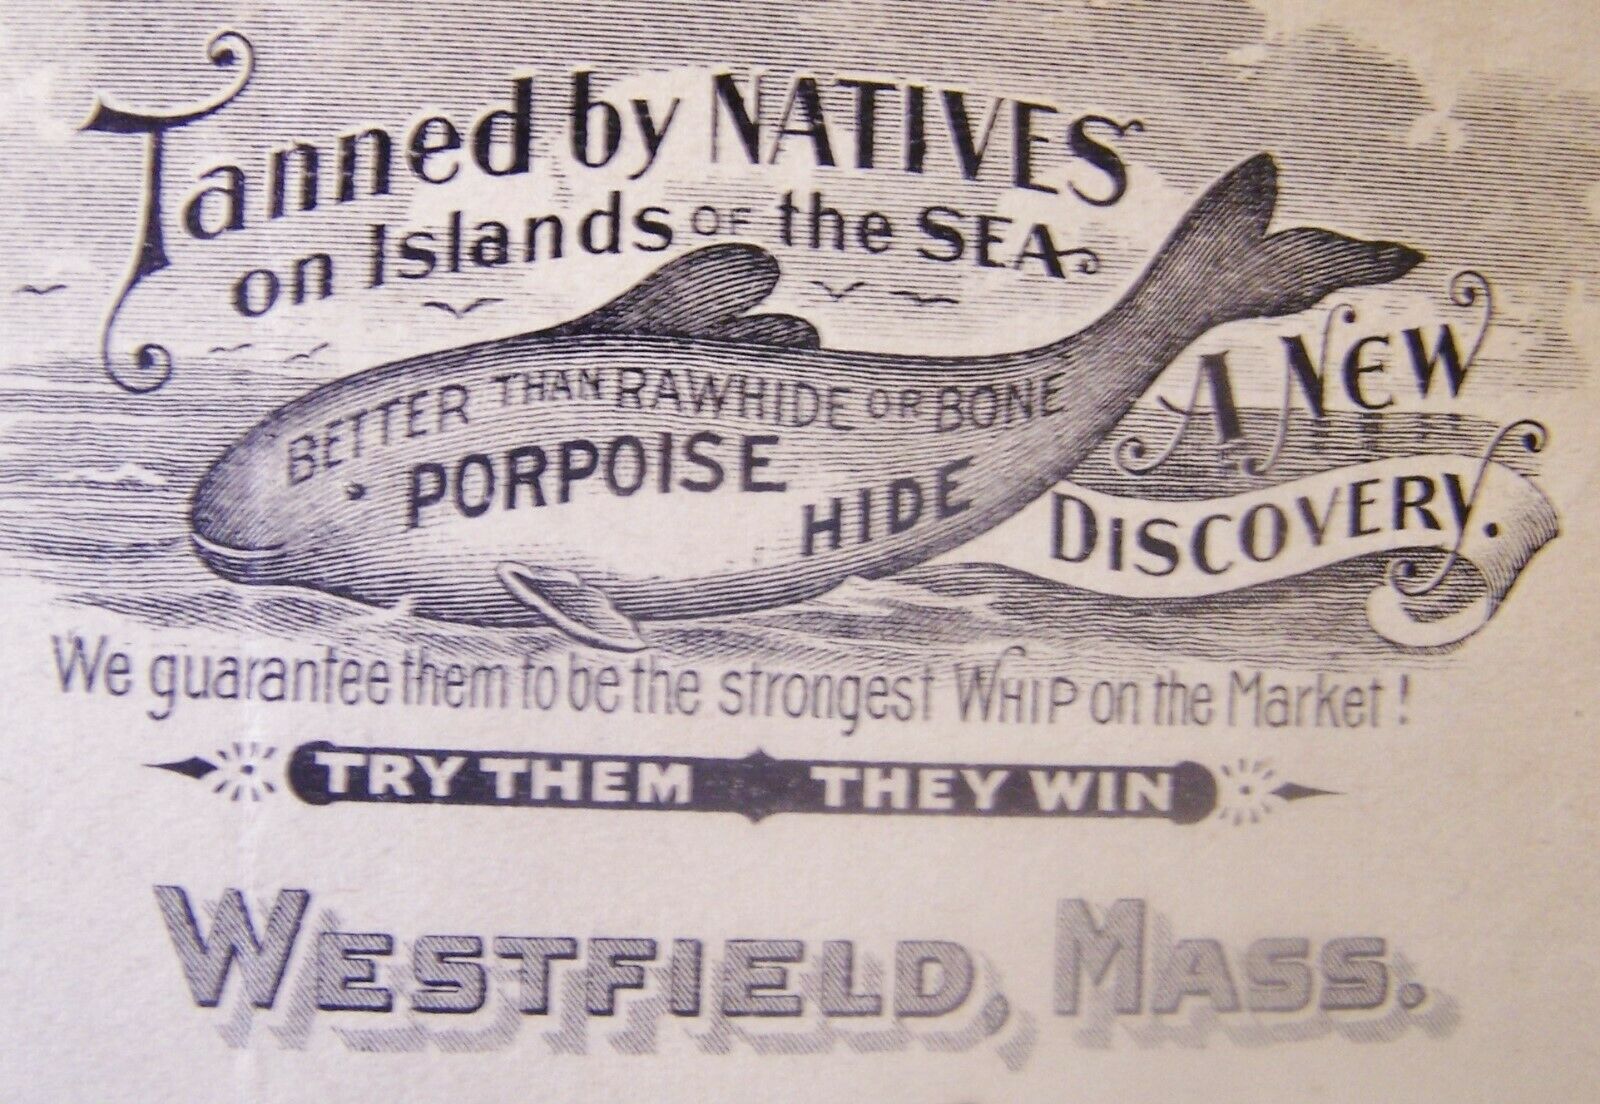 Tanned by NATIVES
on Islands OF the SEA
BETTER THAN RAWHIDE OR BONE
PORPOISE HIDE
A NEW
DISCOVERY.
We guarantee them to be the strongest WHIP on the Market!
TRY THEM THEY WIN
WESTFIELD, MASS.